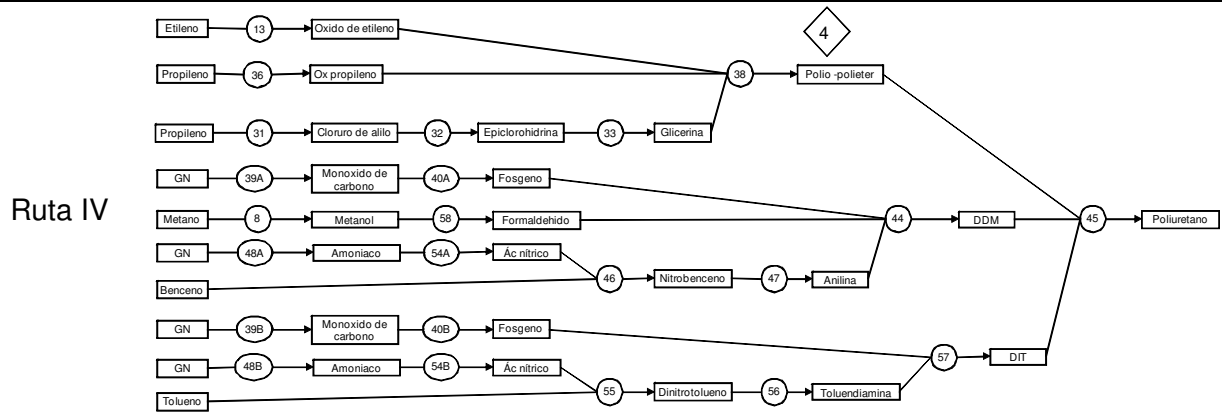 Etileno 13 Oxido de etileno 4
Propileno 36 Ox propileno 38 Polio -polieter
Propileno 31 Cloruro de alilo 32 Epiclorohidrina 33 Glicerina
GN 39A Monoxido de carbono 40A Fosgeno
Ruta IV
Metano 8 Metanol 58 Formaldehido 44 DDM 45 Poliuretano
GN 48A Amoniaco 54A Ác nítrico
46 Nitrobenceno 47 Anilina
Benceno
GN 39B Monoxido de carbono 40B Fosgeno
57 DIT
GN 48B Amoniaco 54B Ác nítrico
55 Dinitrotolueno 56 Toluendiamina
Tolueno